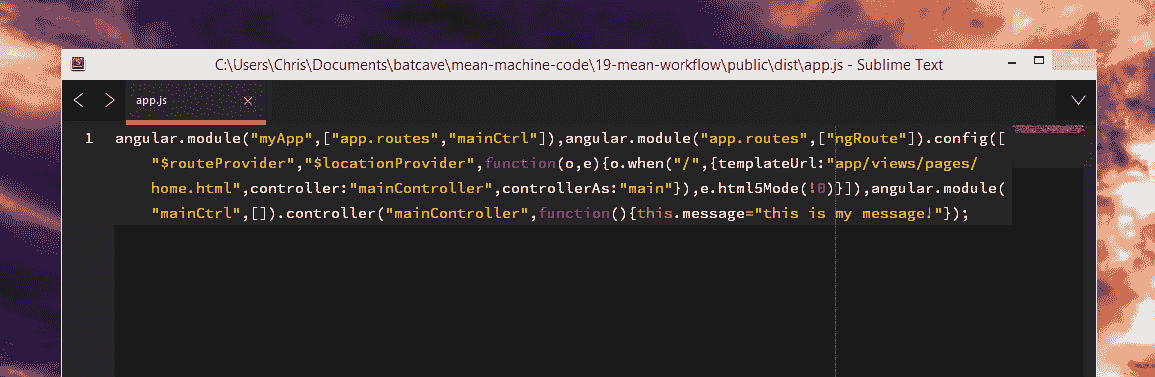 C:\Users\Chris\Documents\batcave\mean-machine-code\19-mean-workflow\public\dist\app.js - Sublime Text
app.js
1 angular.module("myApp",["app.routes","mainCtrl"]),angular.module("app.routes",["ngRoute"]).config([
"$routeProvider","$locationProvider",function(o,e){o.when("/",{templateUrl:"app/views/pages/
home.html",controller:"mainController",controllerAs:"main"}),e.html5Mode(!0)}]),angular.module(
"mainCtrl",[]).controller("mainController",function(){this.message="this is my message!"});